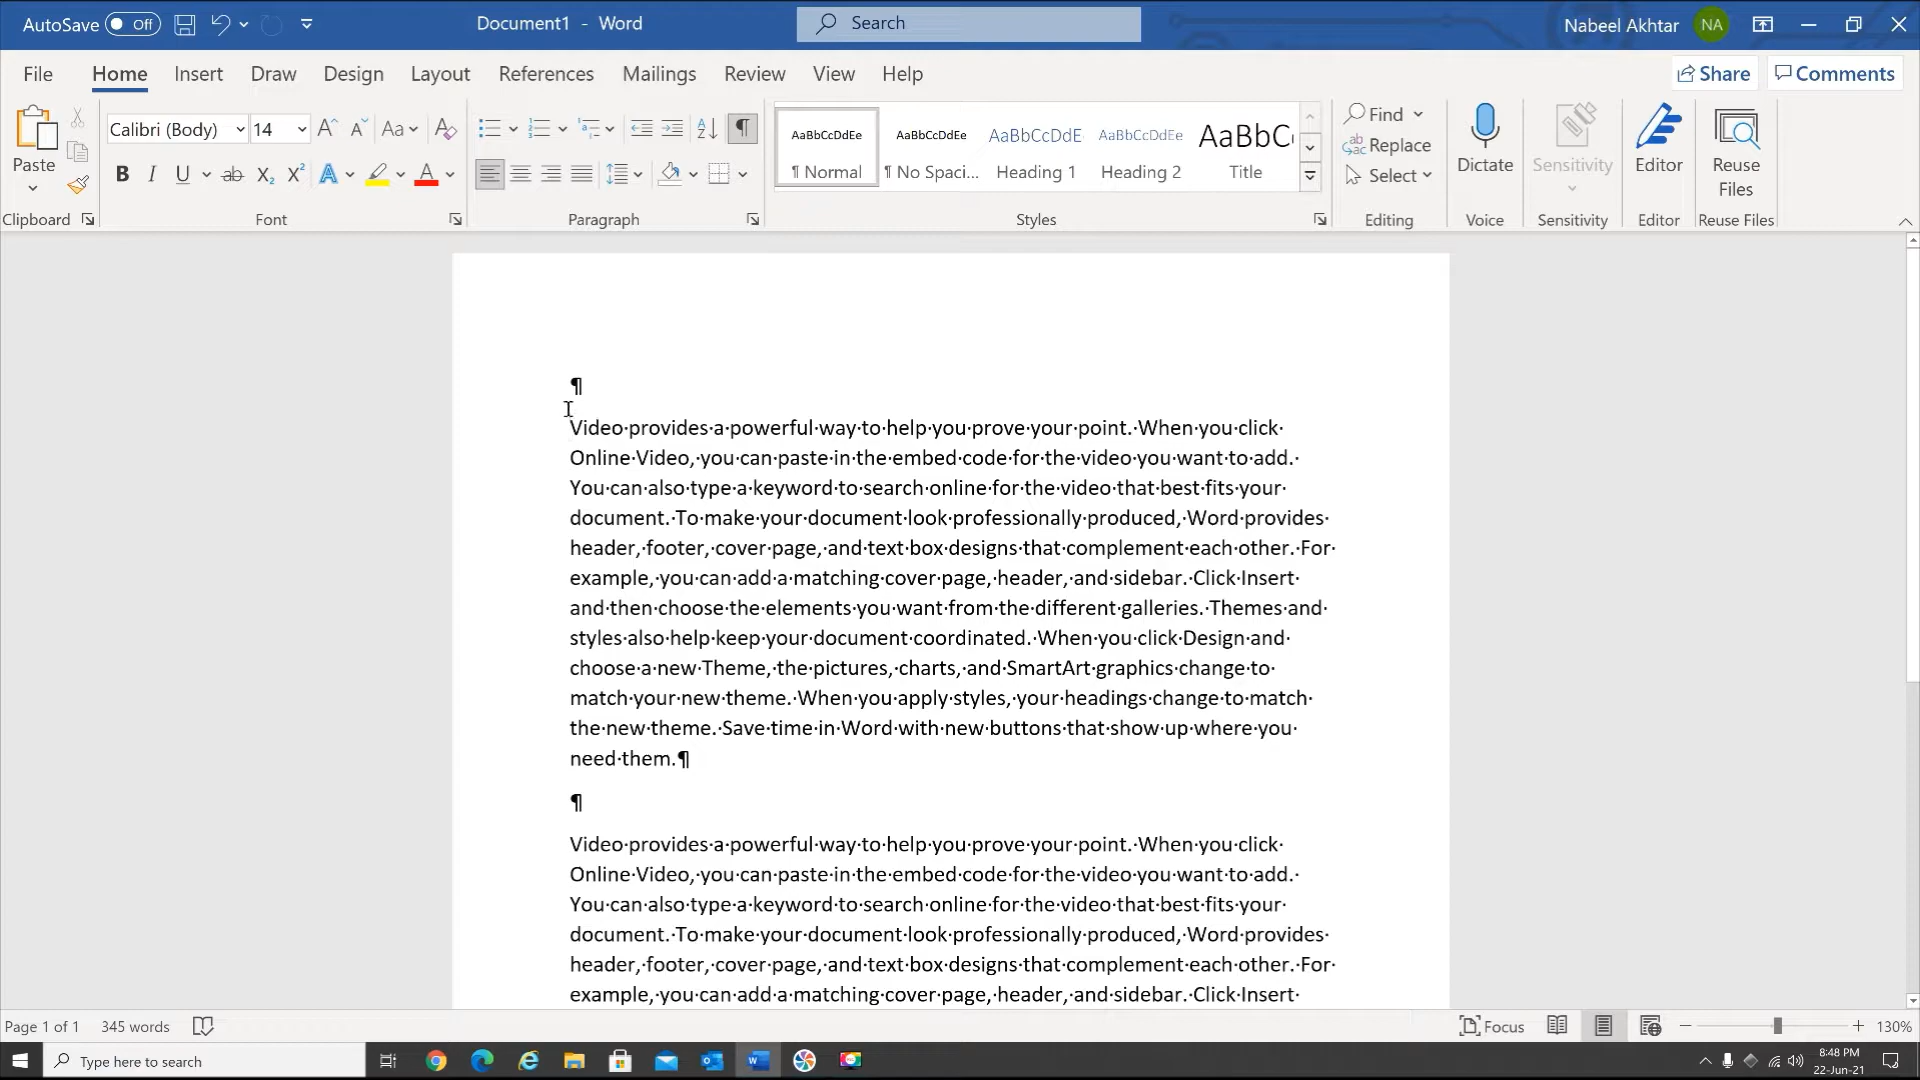 AutoSave Off Document1 - Word Search Nabeel Akhtar NA
File Home Insert Draw Design Layout References Mailings Review View Help Share Comments
Paste
Calibri (Body) 14
Aa
AaBbCcDdEe AaBbCcDdEe AaBbCcDdE AaBbCcDdEe AaBbC
¶ Normal ¶ No Spaci... Heading 1 Heading 2 Title
Find
Replace
Select
Dictate
Sensitivity
Editor
Reuse
Files
Clipboard Font Paragraph Styles Editing Voice Sensitivity Editor Reuse Files
¶
Video·provides·a·powerful·way·to·help·you·prove·your·point.·When·you·click·
Online·Video,·you·can·paste·in·the·embed·code·for·the·video·you·want·to·add.·
You·can·also·type·a·keyword·to·search·online·for·the·video·that·best·fits·your·
document.·To·make·your·document·look·professionally·produced,·Word·provides·
header,·footer,·cover·page,·and·text·box·designs·that·complement·each·other.·For·
example,·you·can·add·a·matching·cover·page,·header,·and·sidebar.·Click·Insert·
and·then·choose·the·elements·you·want·from·the·different·galleries.·Themes·and·
styles·also·help·keep·your·document·coordinated.·When·you·click·Design·and·
choose·a·new·Theme,·the·pictures,·charts,·and·SmartArt·graphics·change·to·
match·your·new·theme.·When·you·apply·styles,·your·headings·change·to·match·
the·new·theme.·Save·time·in·Word·with·new·buttons·that·show·up·where·you·
need·them.¶
¶
Video·provides·a·powerful·way·to·help·you·prove·your·point.·When·you·click·
Online·Video,·you·can·paste·in·the·embed·code·for·the·video·you·want·to·add.·
You·can·also·type·a·keyword·to·search·online·for·the·video·that·best·fits·your·
document.·To·make·your·document·look·professionally·produced,·Word·provides·
header,·footer,·cover·page,·and·text·box·designs·that·complement·each·other.·For·
example,·you·can·add·a·matching·cover·page,·header,·and·sidebar.·Click·Insert·
Page 1 of 1 345 words Focus 130%
Type here to search
8:48 PM
22-Jun-21